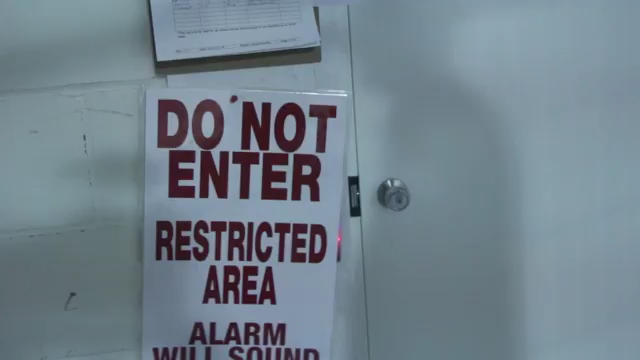 DO NOT
ENTER
RESTRICTED
AREA
ALARM
WILL SOUND